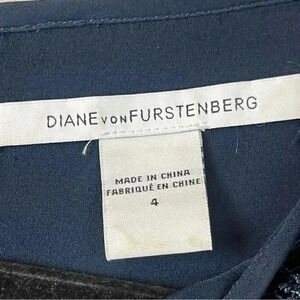 DIANE VON FURSTENBERG
MADE IN CHINA
FABRIQUÉ EN CHINE
4